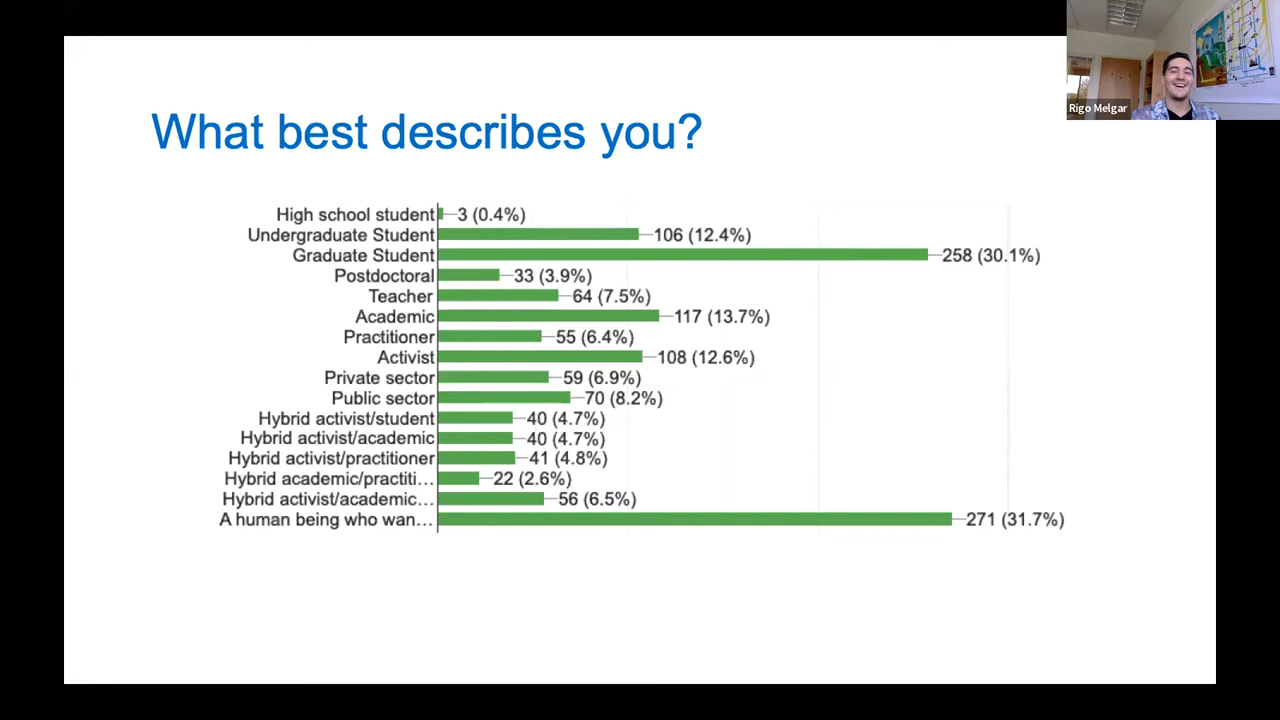 Rigo Melgar
What best describes you?
High school student 3 (0.4%)
Undergraduate Student 106 (12.4%)
Graduate Student 258 (30.1%)
Postdoctoral 33 (3.9%)
Teacher 64 (7.5%)
Academic 117 (13.7%)
Practitioner 55 (6.4%)
Activist 108 (12.6%)
Private sector 59 (6.9%)
Public sector 70 (8.2%)
Hybrid activist/student 40 (4.7%)
Hybrid activist/academic 40 (4.7%)
Hybrid activist/practitioner 41 (4.8%)
Hybrid academic/practiti… 22 (2.6%)
Hybrid activist/academic… 56 (6.5%)
A human being who wan… 271 (31.7%)